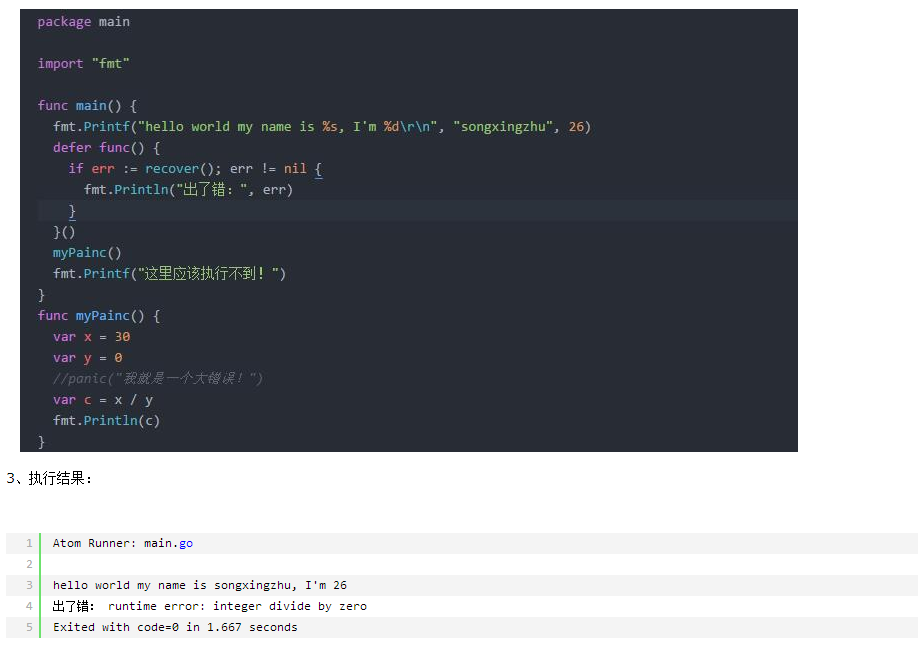 package main
import "fmt"
func main() {
fmt.Printf("hello world my name is %s, I'm %d\r\n", "songxingzhu", 26)
defer func() {
if err := recover(); err != nil {
fmt.Println("出了错：", err)
}
}()
myPainc()
fmt.Printf("这里应该执行不到！")
}
func myPainc() {
var x = 30
var y = 0
//panic("我就是一个大错误！")
var c = x / y
fmt.Println(c)
}
3、执行结果：
1 Atom Runner: main.go
2
3 hello world my name is songxingzhu, I'm 26
4 出了错： runtime error: integer divide by zero
5 Exited with code=0 in 1.667 seconds